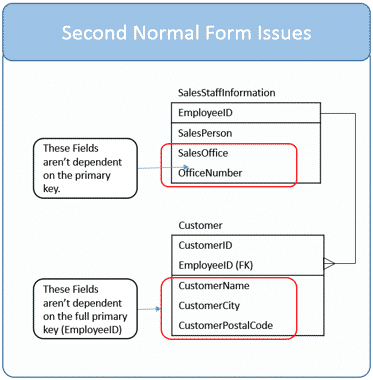 Second Normal Form Issues
SalesStaffInformation
EmployeeID
SalesPerson
SalesOffice
OfficeNumber
These Fields
aren't dependent
on the primary
key.
Customer
CustomerID
EmployeeID (FK)
CustomerName
CustomerCity
CustomerPostalCode
These Fields
aren't dependent
on the full primary
key (EmployeeID)